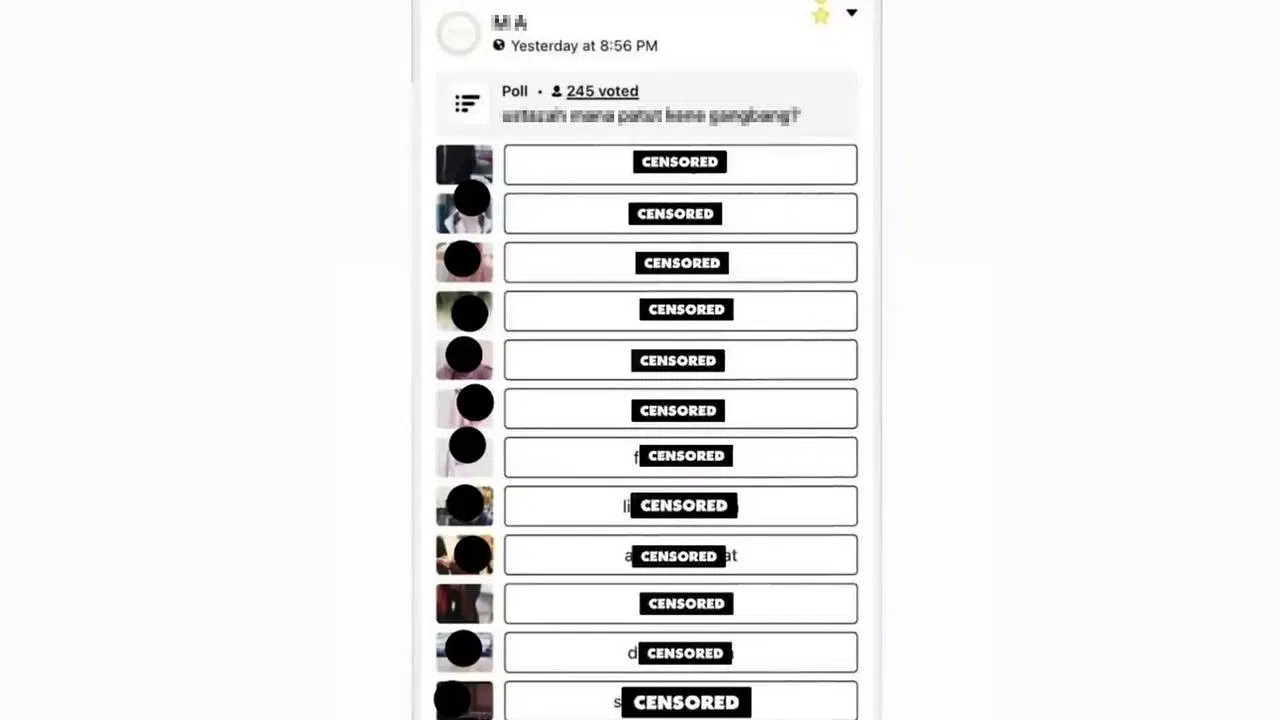 Yesterday at 8:56 PM
Poll · 245 voted
CENSORED
CENSORED
CENSORED
CENSORED
CENSORED
CENSORED
f CENSORED
li CENSORED
a CENSORED at
CENSORED
d CENSORED
s CENSORED